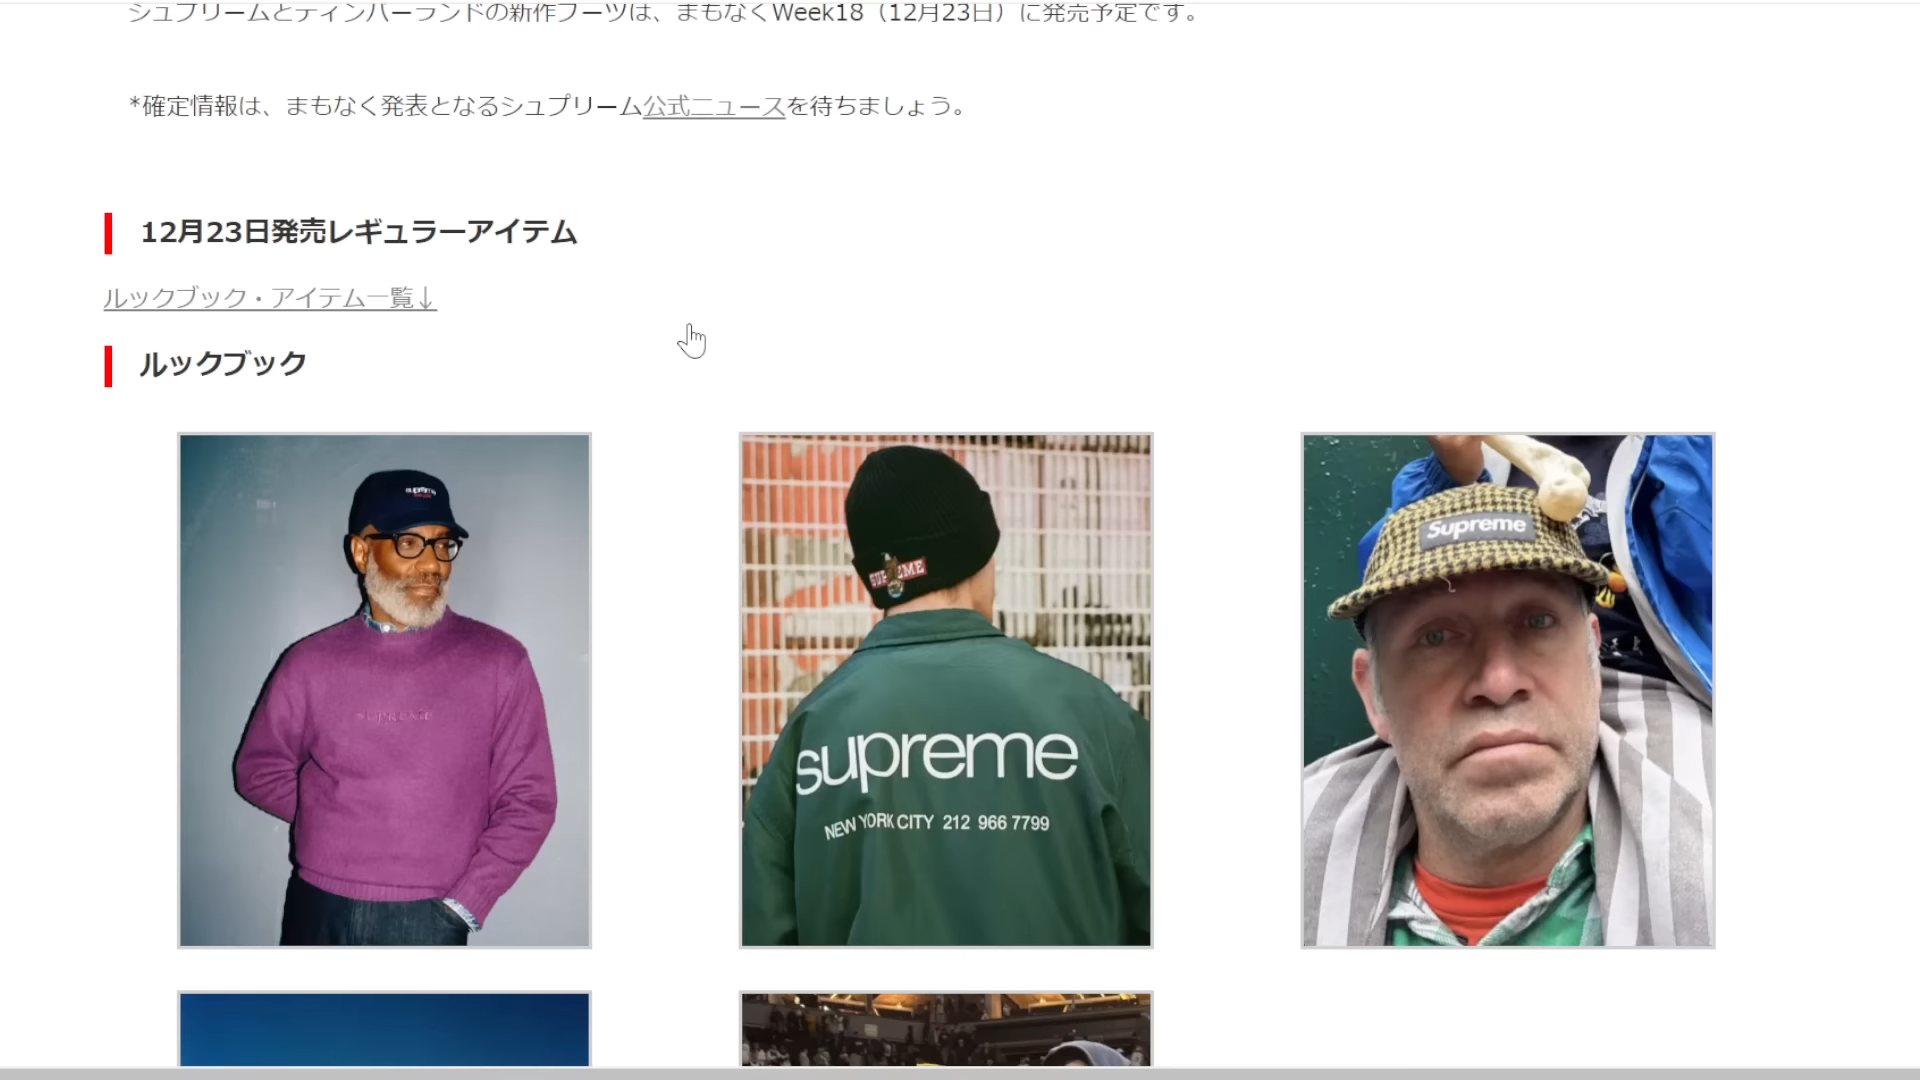 シュプリームとティンバーランドの新作ブーツは、まもなくWeek18（12月23日）に発売予定です。
*確定情報は、まもなく発表となるシュプリーム公式ニュースを待ちましょう。
12月23日発売レギュラーアイテム
ルックブック・アイテム一覧↓
ルックブック
supreme
SUPREME
SUPREME
supreme
NEW YORK CITY 212 966 7799
Supreme